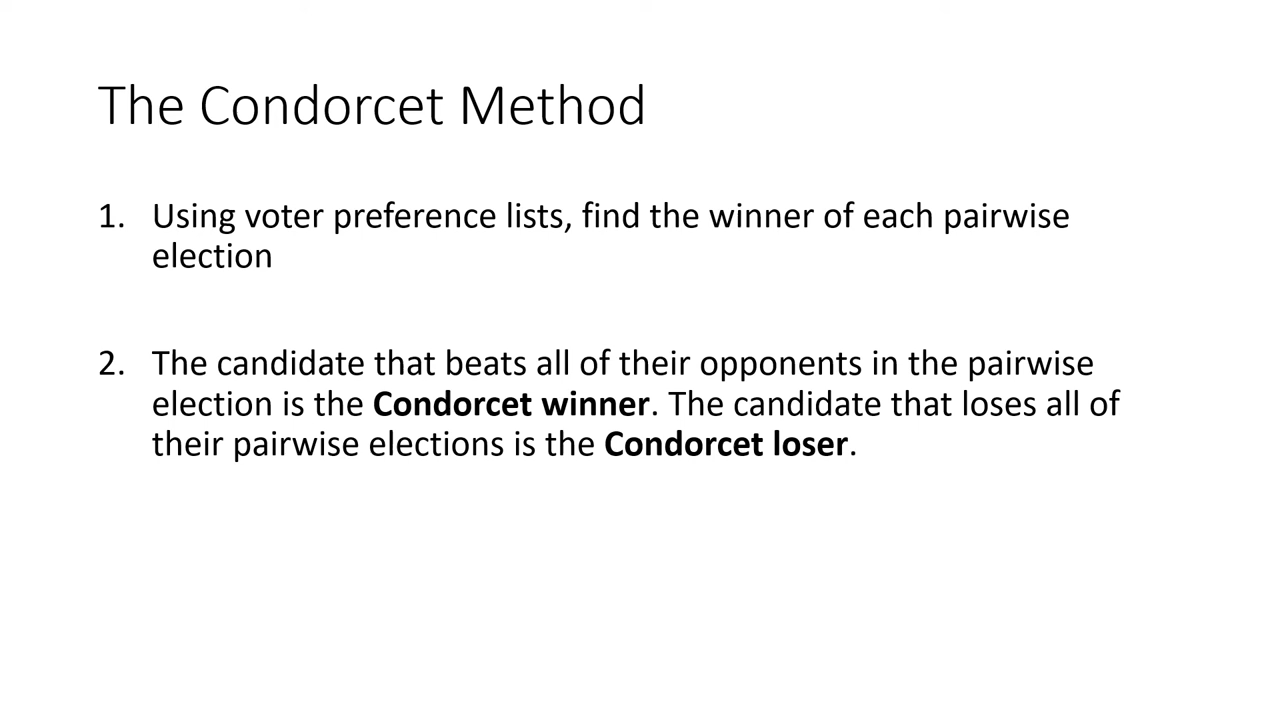 The Condorcet Method
1. Using voter preference lists, find the winner of each pairwise
election
2. The candidate that beats all of their opponents in the pairwise
election is the Condorcet winner. The candidate that loses all of
their pairwise elections is the Condorcet loser.